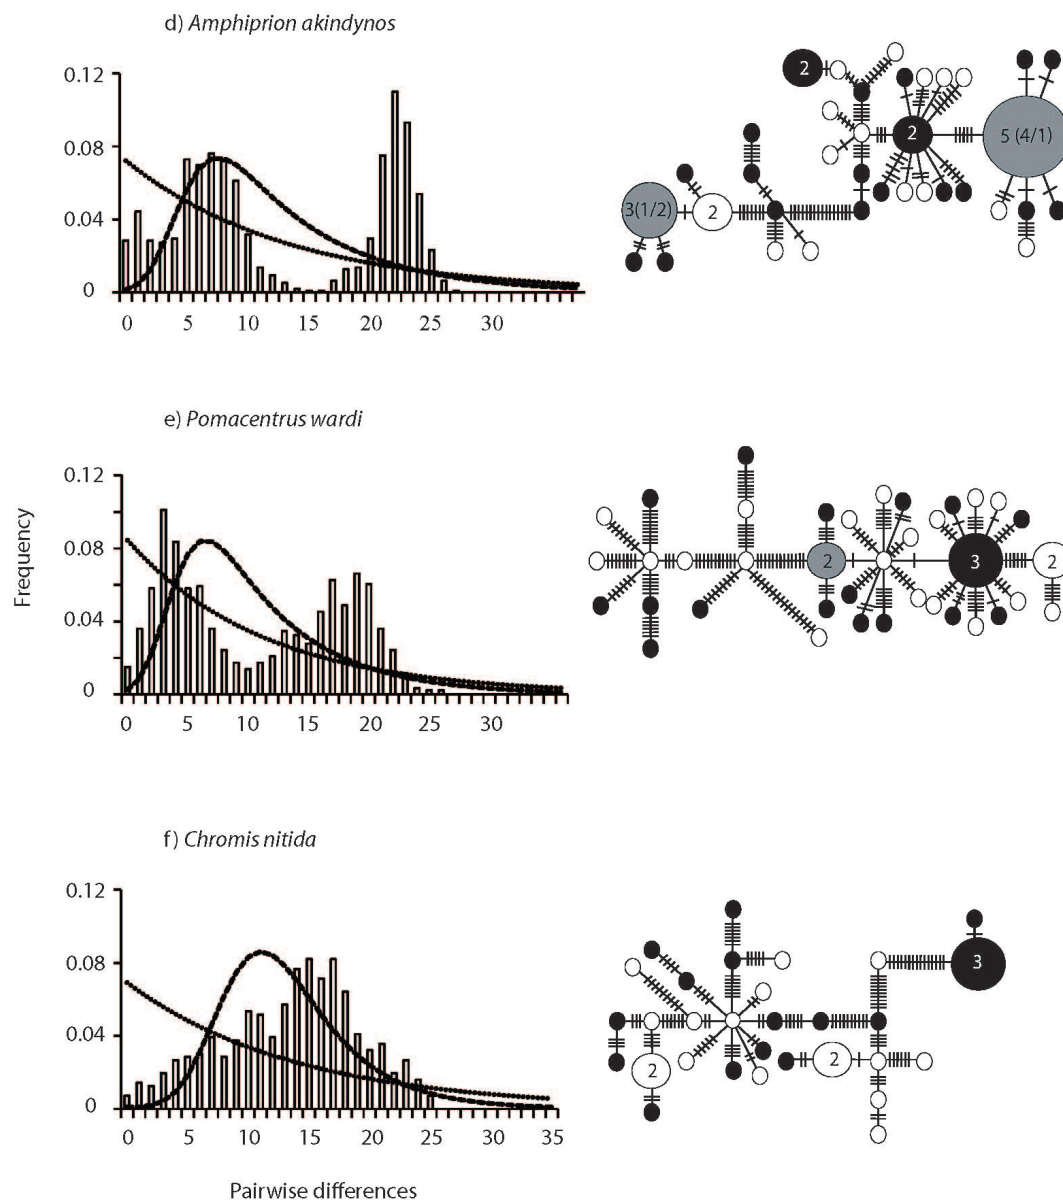 d) Amphiprion akindynos
0.12
0.08
0.04
0
0 5 10 15 20 25 30
2
2
5 (4/1)
3(1/2)
2
e) Pomacentrus wardi
Frequency
0.12
0.08
0.04
0
0 5 10 15 20 25 30
2
3
2
f) Chromis nitida
0.12
0.08
0.04
0
0 5 10 15 20 25 30 35
3
2
2
Pairwise differences